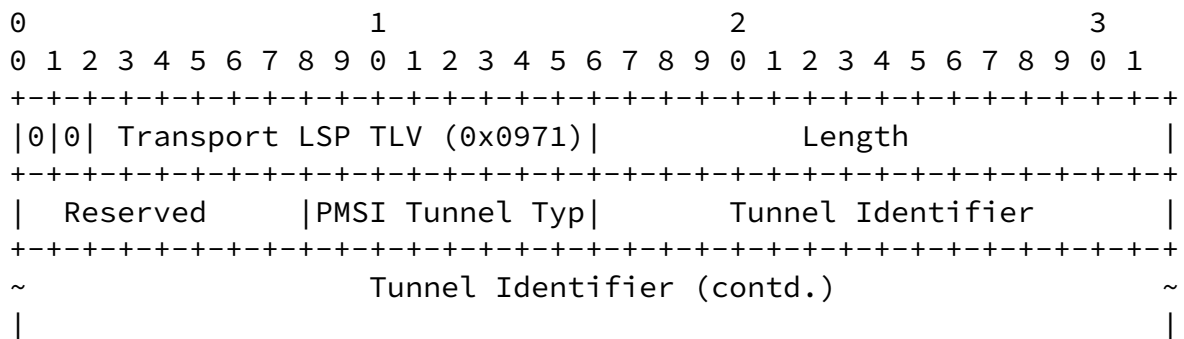 0                   1                   2                   3
0 1 2 3 4 5 6 7 8 9 0 1 2 3 4 5 6 7 8 9 0 1 2 3 4 5 6 7 8 9 0 1
+-+-+-+-+-+-+-+-+-+-+-+-+-+-+-+-+-+-+-+-+-+-+-+-+-+-+-+-+-+-+-+-+
|0|0| Transport LSP TLV (0x0971)|           Length              |
+-+-+-+-+-+-+-+-+-+-+-+-+-+-+-+-+-+-+-+-+-+-+-+-+-+-+-+-+-+-+-+-+
|  Reserved     |PMSI Tunnel Typ|       Tunnel Identifier       |
+-+-+-+-+-+-+-+-+-+-+-+-+-+-+-+-+-+-+-+-+-+-+-+-+-+-+-+-+-+-+-+-+
~                   Tunnel Identifier (contd.)                  ~
|                                                               |